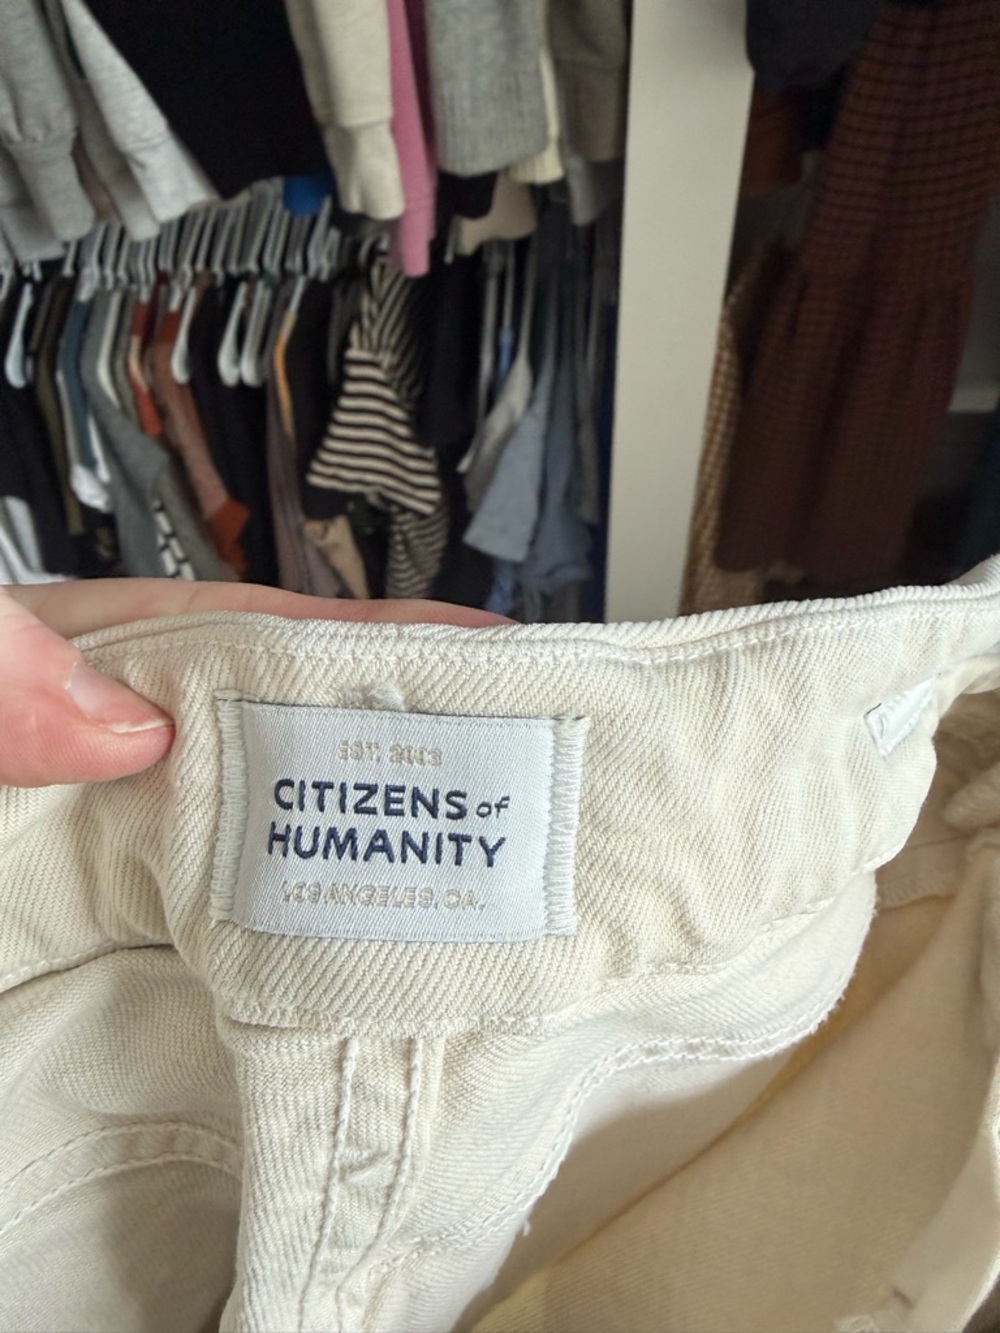 EST. 2003
CITIZENS of
HUMANITY
LOS ANGELES, CA.